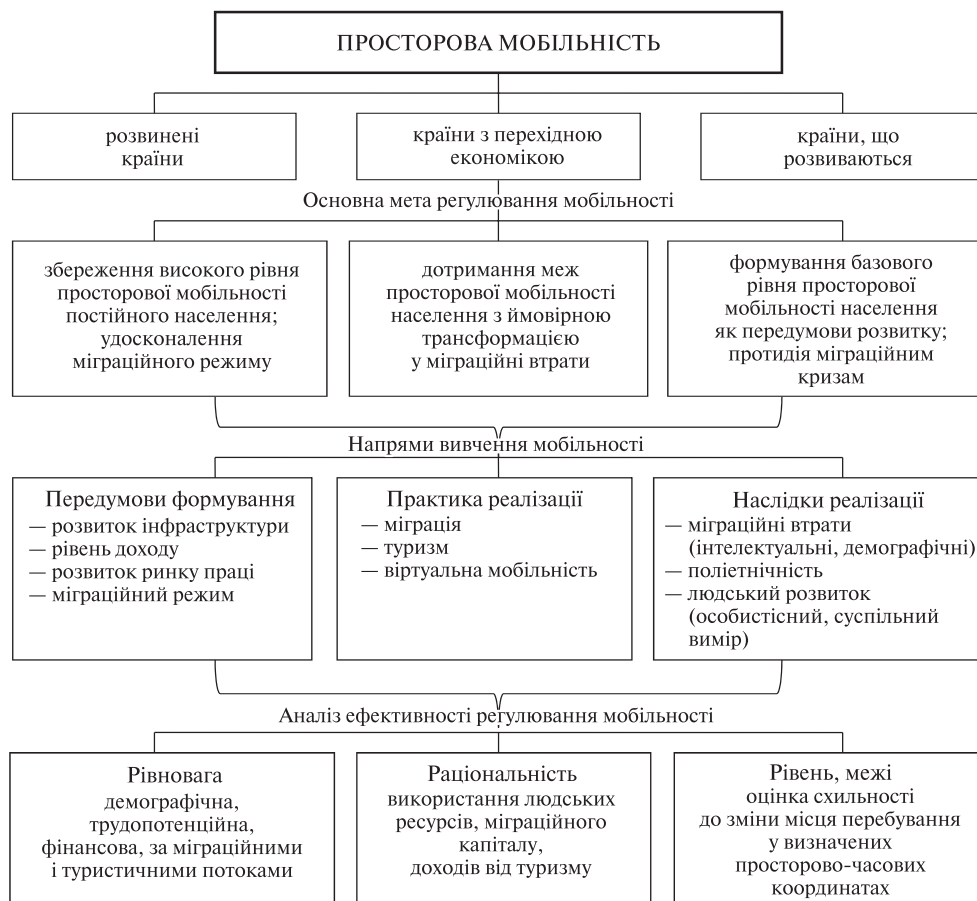 ПРОСТОРОВА МОБІЛЬНІСТЬ
розвинені
країни
країни з перехідною
економікою
країни, що
розвиваються
Основна мета регулювання мобільності
збереження високого рівня
просторової мобільності
постійного населення;
удосконалення
міграційного режиму
дотримання меж
просторової мобільності
населення з ймовірною
трансформацією
у міграційні втрати
формування базового
рівня просторової
мобільності населення
як передумови розвитку;
протидія міграційним
кризам
Напрями вивчення мобільності
Передумови формування
— розвиток інфраструктури
— рівень доходу
— розвиток ринку праці
— міграційний режим
Практика реалізації
— міграція
— туризм
— віртуальна мобільність
Наслідки реалізації
— міграційні втрати
(інтелектуальні, демографічні)
— поліетнічність
— людський розвиток
(особистісний, суспільний
вимір)
Аналіз ефективності регулювання мобільності
Рівновага
демографічна,
трудопотенційна,
фінансова, за міграційними
і туристичними потоками
Раціональність
використання людських
ресурсів, міграційного
капіталу,
доходів від туризму
Рівень, межі
оцінка схильності
до зміни місця перебування
у визначених
просторово-часових
координатах